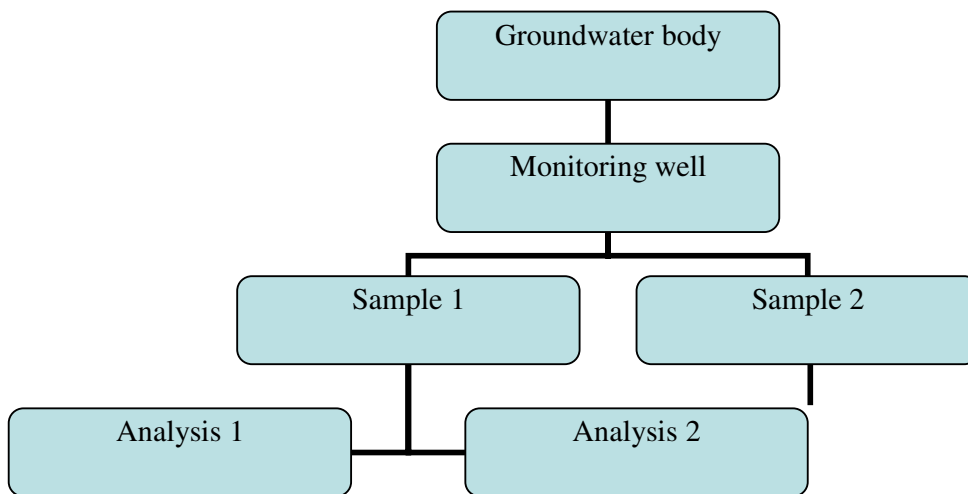 Groundwater body
Monitoring well
Sample 1
Sample 2
Analysis 1
Analysis 2